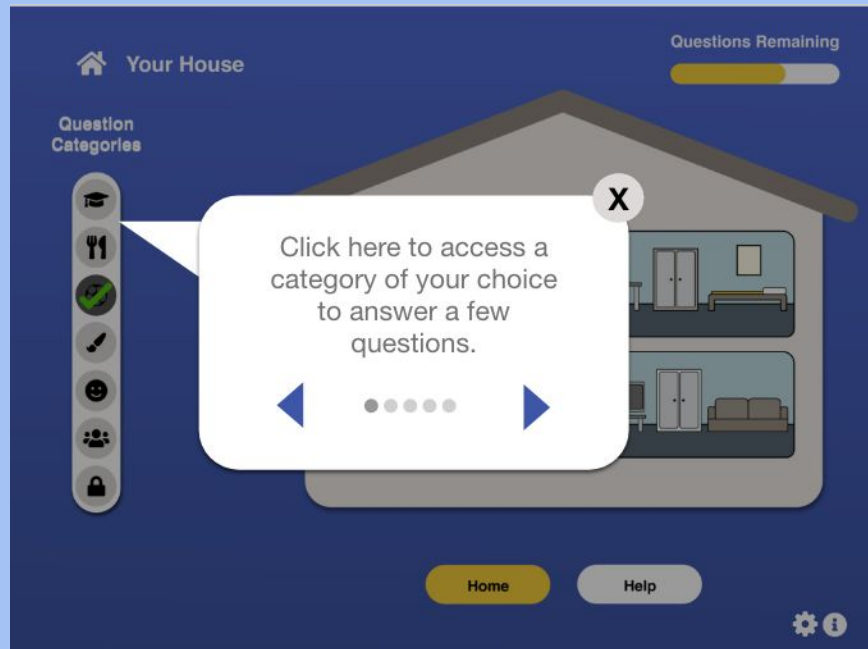 Your House
Questions Remaining
Question
Categories
X
Click here to access a
category of your choice
to answer a few
questions.
Home
Help